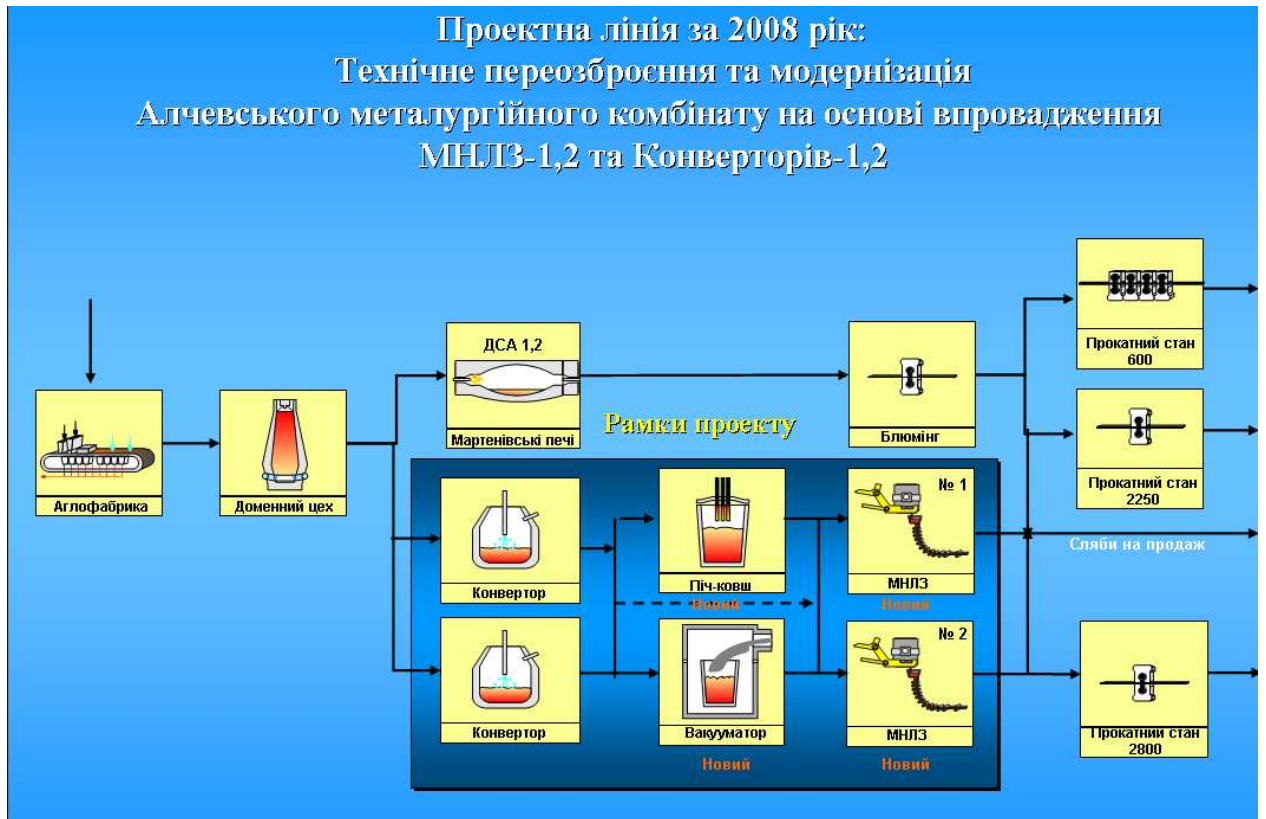 Проектна лінія за 2008 рік:
Технічне переозброєння та модернізація
Алчевського металургійного комбінату на основі впровадження
МНЛЗ-1,2 та Конверторів-1,2
Прокатний стан
600
ДСА 1,2
Мартенівські печі
Рамки проекту
Блюмінг
Прокатний стан
2250
Аглофабрика
Доменний цех
№ 1
Сляби на продаж
Конвертор
Піч-ковш
МНЛЗ
Новий
Новий
№ 2
Конвертор
Вакууматор
МНЛЗ
Прокатний стан
2800
Новий
Новий